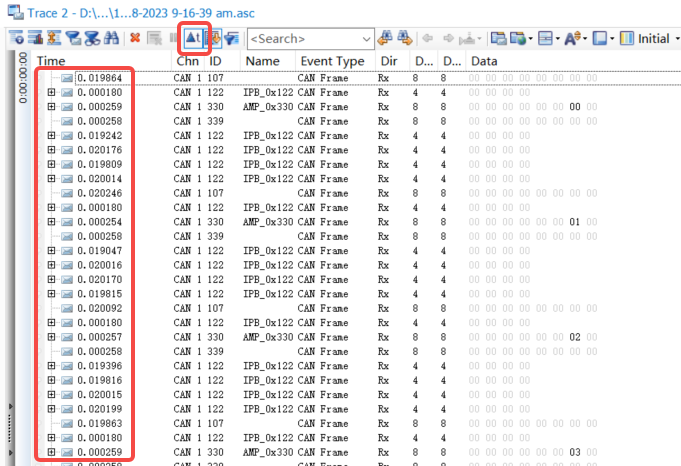 Trace 2 - D:\...\1...8-2023 9-16-39 am.asc
Δt <Search> Initial
Time Chn ID Name Event Type Dir D... D... Data
0:00:00:00
0.019864 CAN 1 107 CAN Frame Rx 8 8 00 00 00 00 00 00 00 00
0.000180 CAN 1 122 IPB_0x122 CAN Frame Rx 4 4 00 00 00 00
0.000259 CAN 1 330 AMP_0x330 CAN Frame Rx 8 8 00 00 00 00 00 00 00 00
0.000258 CAN 1 339 CAN Frame Rx 8 8 00 00 00 00 00 00 00 00
0.019242 CAN 1 122 IPB_0x122 CAN Frame Rx 4 4 00 00 00 00
0.020176 CAN 1 122 IPB_0x122 CAN Frame Rx 4 4 00 00 00 00
0.019809 CAN 1 122 IPB_0x122 CAN Frame Rx 4 4 00 00 00 00
0.020014 CAN 1 122 IPB_0x122 CAN Frame Rx 4 4 00 00 00 00
0.020246 CAN 1 107 CAN Frame Rx 8 8 00 00 00 00 00 00 00 00
0.000180 CAN 1 122 IPB_0x122 CAN Frame Rx 4 4 00 00 00 00
0.000254 CAN 1 330 AMP_0x330 CAN Frame Rx 8 8 00 00 00 00 00 00 01 00
0.000258 CAN 1 339 CAN Frame Rx 8 8 00 00 00 00 00 00 00 00
0.019047 CAN 1 122 IPB_0x122 CAN Frame Rx 4 4 00 00 00 00
0.020016 CAN 1 122 IPB_0x122 CAN Frame Rx 4 4 00 00 00 00
0.020170 CAN 1 122 IPB_0x122 CAN Frame Rx 4 4 00 00 00 00
0.019815 CAN 1 122 IPB_0x122 CAN Frame Rx 4 4 00 00 00 00
0.020092 CAN 1 107 CAN Frame Rx 8 8 00 00 00 00 00 00 00 00
0.000180 CAN 1 122 IPB_0x122 CAN Frame Rx 4 4 00 00 00 00
0.000257 CAN 1 330 AMP_0x330 CAN Frame Rx 8 8 00 00 00 00 00 00 02 00
0.000258 CAN 1 339 CAN Frame Rx 8 8 00 00 00 00 00 00 00 00
0.019396 CAN 1 122 IPB_0x122 CAN Frame Rx 4 4 00 00 00 00
0.019816 CAN 1 122 IPB_0x122 CAN Frame Rx 4 4 00 00 00 00
0.020015 CAN 1 122 IPB_0x122 CAN Frame Rx 4 4 00 00 00 00
0.020199 CAN 1 122 IPB_0x122 CAN Frame Rx 4 4 00 00 00 00
0.019863 CAN 1 107 CAN Frame Rx 8 8 00 00 00 00 00 00 00 00
0.000180 CAN 1 122 IPB_0x122 CAN Frame Rx 4 4 00 00 00 00
0.000259 CAN 1 330 AMP_0x330 CAN Frame Rx 8 8 00 00 00 00 00 00 03 00